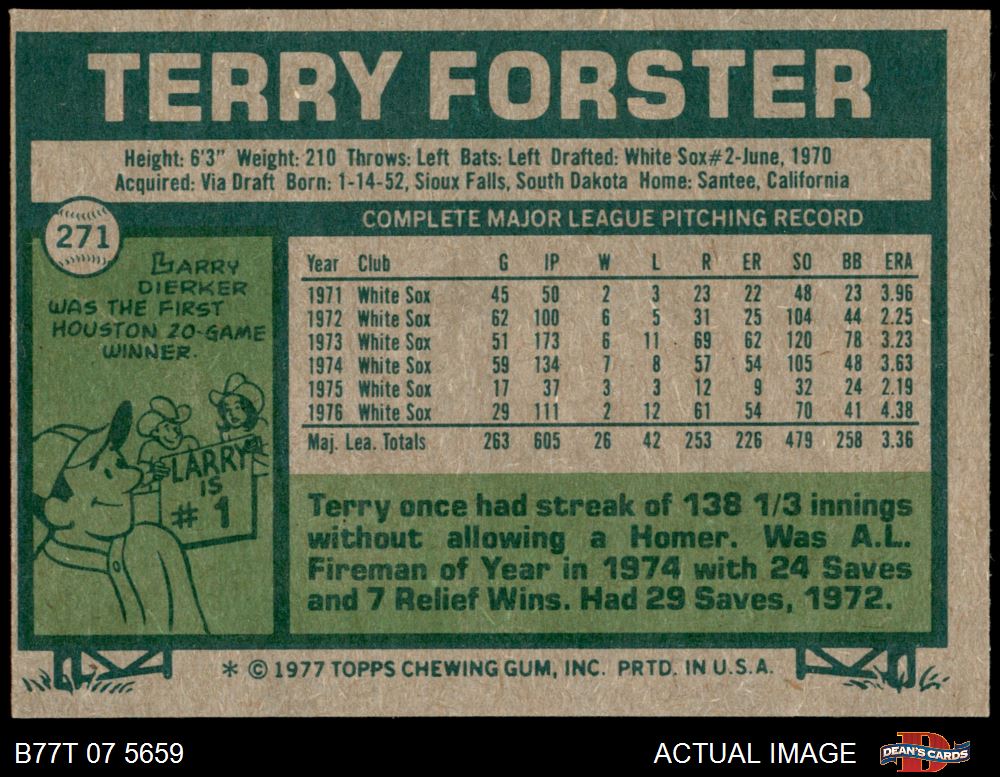 TERRY FORSTER
Height: 6'3" Weight: 210 Throws: Left Bats: Left Drafted: White Sox#2-June, 1970
Acquired: Via Draft Born: 1-14-52, Sioux Falls, South Dakota Home: Santee, California
271
LARRY
DIERKER
WAS THE FIRST
HOUSTON 20-GAME
WINNER.
LARRY
IS
# 1
COMPLETE MAJOR LEAGUE PITCHING RECORD
Year Club G IP W L R ER SO BB ERA
1971 White Sox 45 50 2 3 23 22 48 23 3.96
1972 White Sox 62 100 6 5 31 25 104 44 2.25
1973 White Sox 51 173 6 11 69 62 120 78 3.23
1974 White Sox 59 134 7 8 57 54 105 48 3.63
1975 White Sox 17 37 3 3 12 9 32 24 2.19
1976 White Sox 29 111 2 12 61 54 70 41 4.38
Maj. Lea. Totals 263 605 26 42 253 226 479 258 3.36
Terry once had streak of 138 1/3 innings
without allowing a Homer. Was A.L.
Fireman of Year in 1974 with 24 Saves
and 7 Relief Wins. Had 29 Saves, 1972.
* © 1977 TOPPS CHEWING GUM, INC. PRTD. IN U.S.A.
B77T 07 5659
ACTUAL IMAGE
D
DEAN'S CARDS